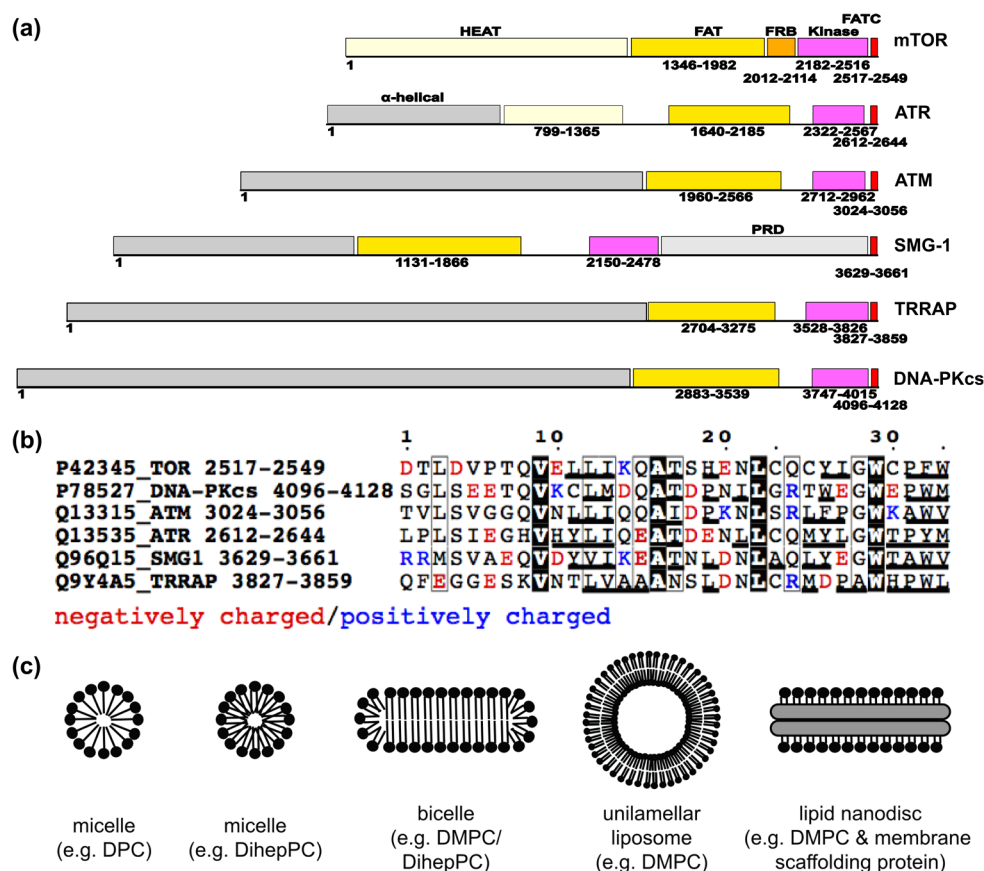 (a)
HEAT FAT FRB Kinase FATC
mTOR
1 1346-1982 2012-2114 2182-2516 2517-2549
α-helical
ATR
1 799-1365 1640-2185 2322-2567 2612-2644
ATM
1 1960-2566 2712-2962 3024-3056
PRD
SMG-1
1 1131-1866 2150-2478 3629-3661
TRRAP
1 2704-3275 3528-3826 3827-3859
DNA-PKcs
1 2883-3539 3747-4015 4096-4128
(b)
1 10 20 30
P42345_TOR 2517-2549 DTLDVPTQVELLIKQATSHENLCQCYIGWCPFW
P78527_DNA-PKcs 4096-4128 SGLSEETQVKCLMDQATDPNILGRTWEGWEPWM
Q13315_ATM 3024-3056 TVLSVGGQVNLLIQQAIDPKNLSRLFPGWKAWV
Q13535_ATR 2612-2644 LPLSIEGHVHYLIQEATDENLLCQMYLGWTPYM
Q96Q15_SMG1 3629-3661 RRMSVAEQVDYVIKEATNLDNLAQLYEGWTAWV
Q9Y4A5_TRRAP 3827-3859 QFEGGESKVNTLVAAANSLDNLCRMDPAWHPWL
negatively charged/positively charged
(c)
micelle
(e.g. DPC)
micelle
(e.g. DihepPC)
bicelle
(e.g. DMPC/
DihepPC)
unilamellar
liposome
(e.g. DMPC)
lipid nanodisc
(e.g. DMPC & membrane
scaffolding protein)